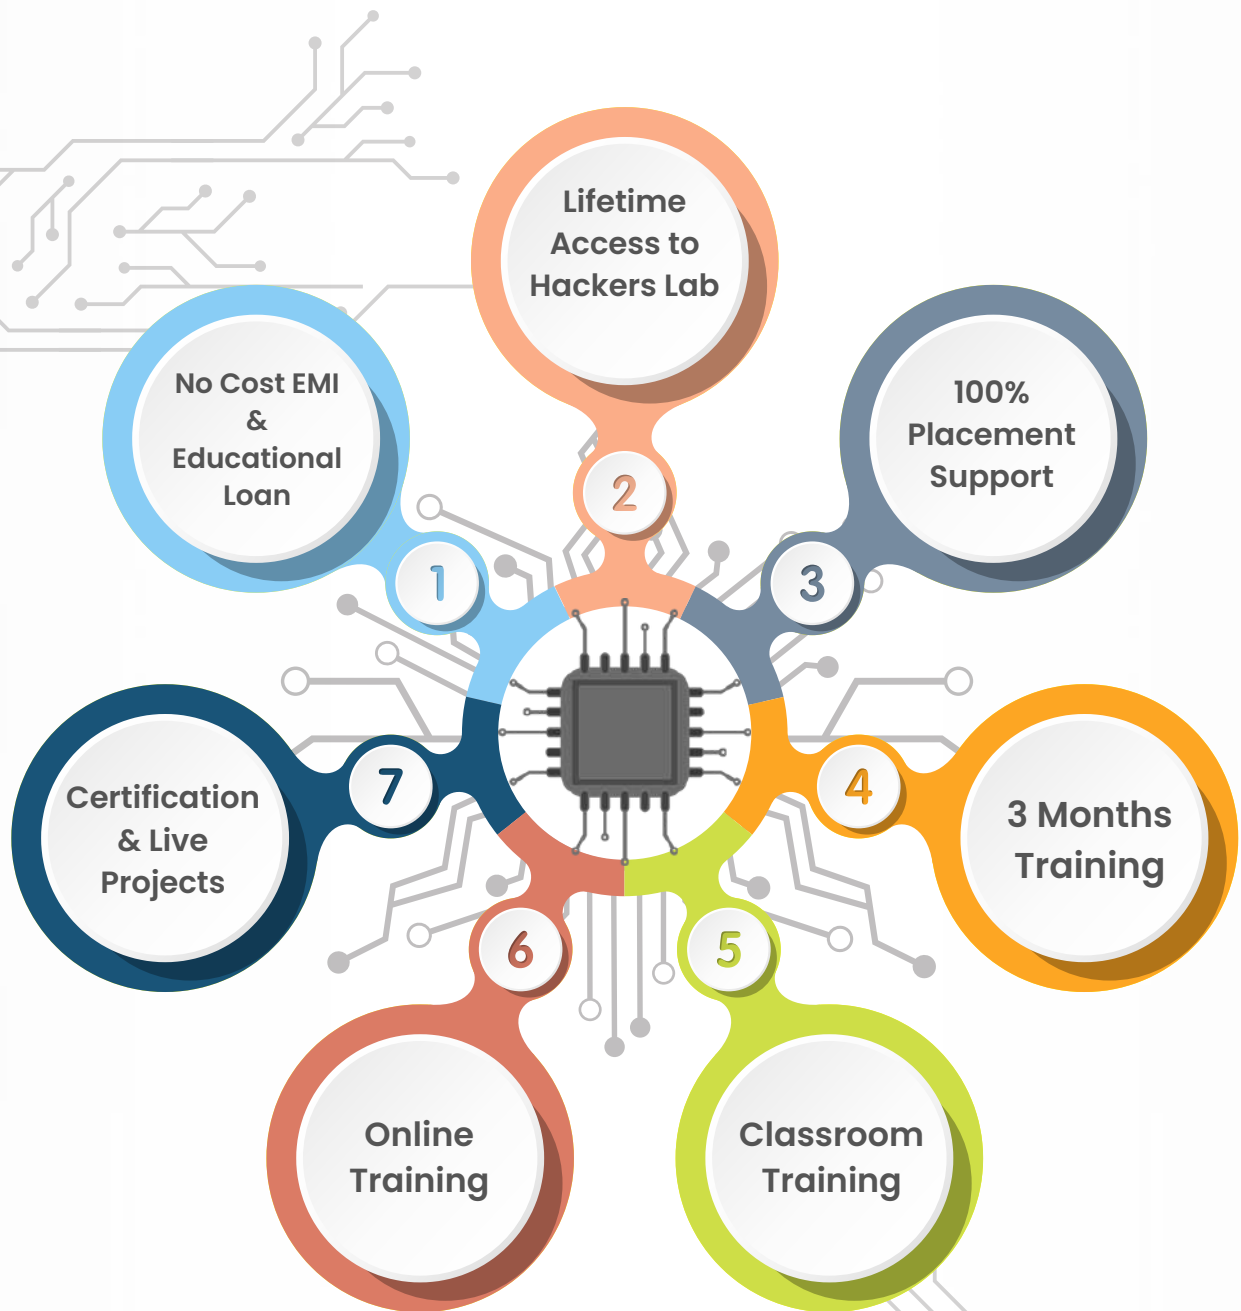 No Cost EMI
&
Educational
Loan
1
Lifetime
Access to
Hackers Lab
2
100%
Placement
Support
3
3 Months
Training
4
Classroom
Training
5
Online
Training
6
Certification
& Live
Projects
7